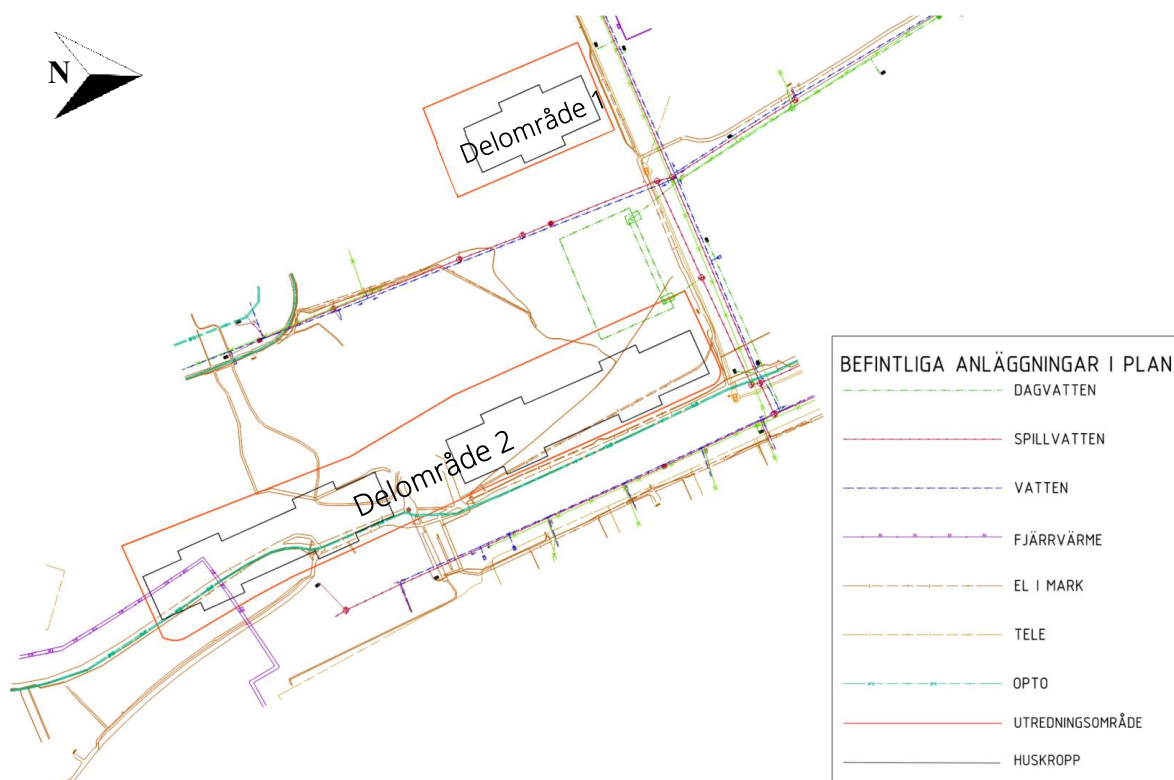 N
Delområde 1
Delområde 2
BEFINTLIGA ANLÄGGNINGAR I PLAN
DAGVATTEN
SPILLVATTEN
VATTEN
FJÄRRVÄRME
EL I MARK
TELE
OPTO
UTREDNINGSOMRÅDE
HUSKROPP